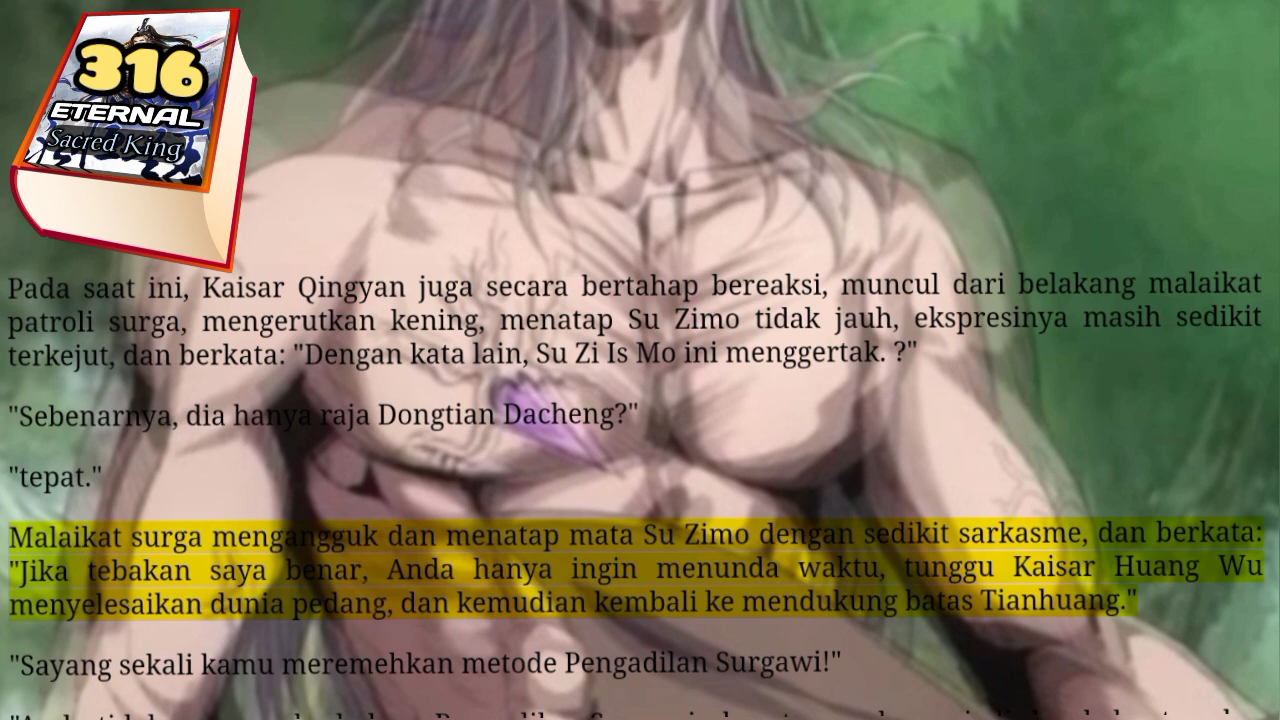 316
ETERNAL
Sacred King
Pada saat ini, Kaisar Qingyan juga secara bertahap bereaksi, muncul dari belakang malaikat
patroli surga, mengerutkan kening, menatap Su Zimo tidak jauh, ekspresinya masih sedikit
terkejut, dan berkata: "Dengan kata lain, Su Zi Is Mo ini menggertak. ?"
"Sebenarnya, dia hanya raja Dongtian Dacheng?"
"tepat."
Malaikat surga mengangguk dan menatap mata Su Zimo dengan sedikit sarkasme, dan berkata:
"Jika tebakan saya benar, Anda hanya ingin menunda waktu, tunggu Kaisar Huang Wu
menyelesaikan dunia pedang, dan kemudian kembali ke mendukung batas Tianhuang."
"Sayang sekali kamu meremehkan metode Pengadilan Surgawi!"